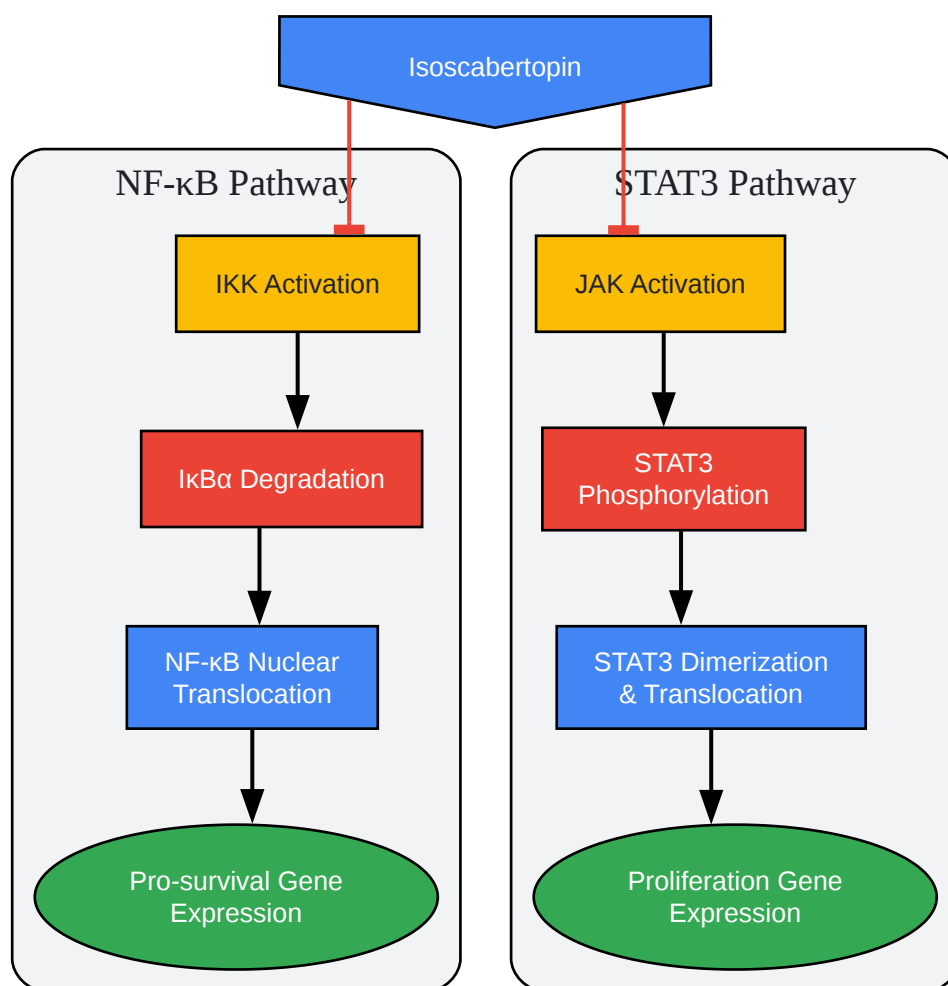 Isoscabertopin
NF-κB Pathway
IKK Activation
IκBα Degradation
NF-κB Nuclear
Translocation
Pro-survival Gene
Expression
STAT3 Pathway
JAK Activation
STAT3
Phosphorylation
STAT3 Dimerization
& Translocation
Proliferation Gene
Expression